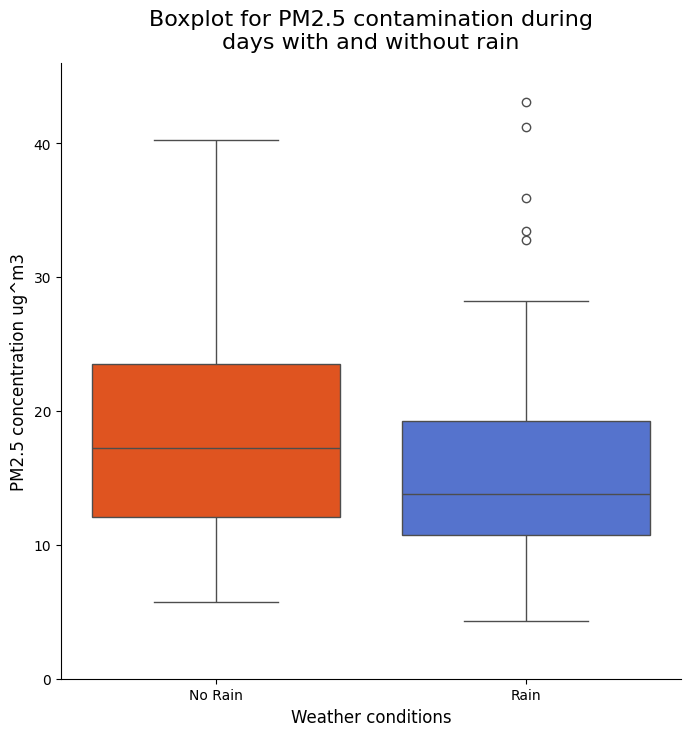 Boxplot for PM2.5 contamination during
days with and without rain
PM2.5 concentration ug^m3
40
30
20
10
0
No Rain
Rain
Weather conditions